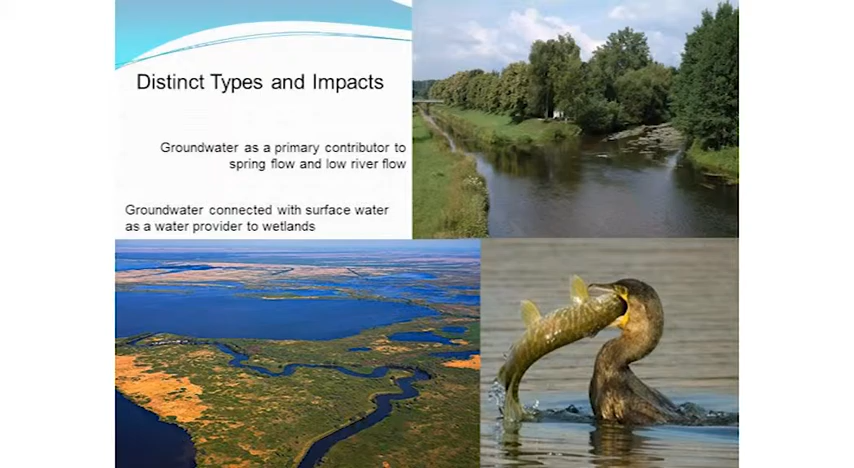 Distinct Types and Impacts
Groundwater as a primary contributor to
spring flow and low river flow
Groundwater connected with surface water
as a water provider to wetlands